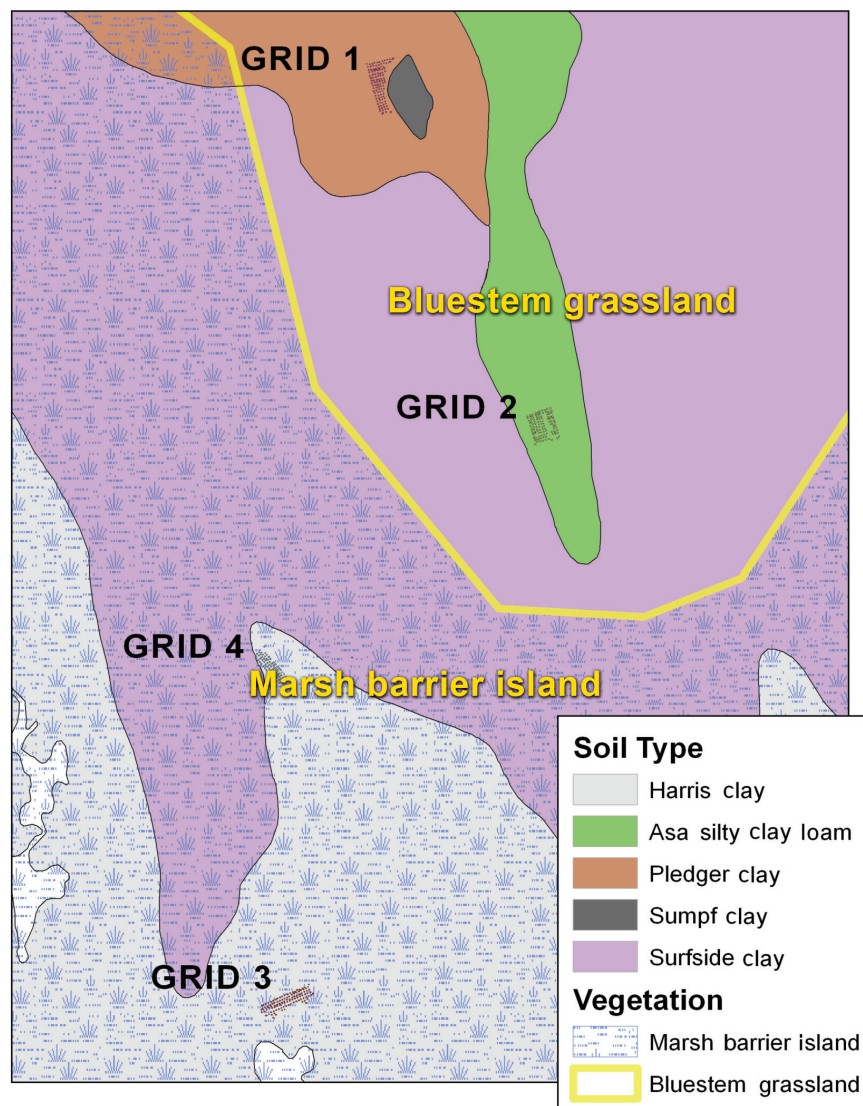 GRID 1
Bluestem grassland
GRID 2
GRID 4
Marsh barrier island
GRID 3
Soil Type
Harris clay
Asa silty clay loam
Pledger clay
Sumpf clay
Surfside clay
Vegetation
Marsh barrier island
Bluestem grassland